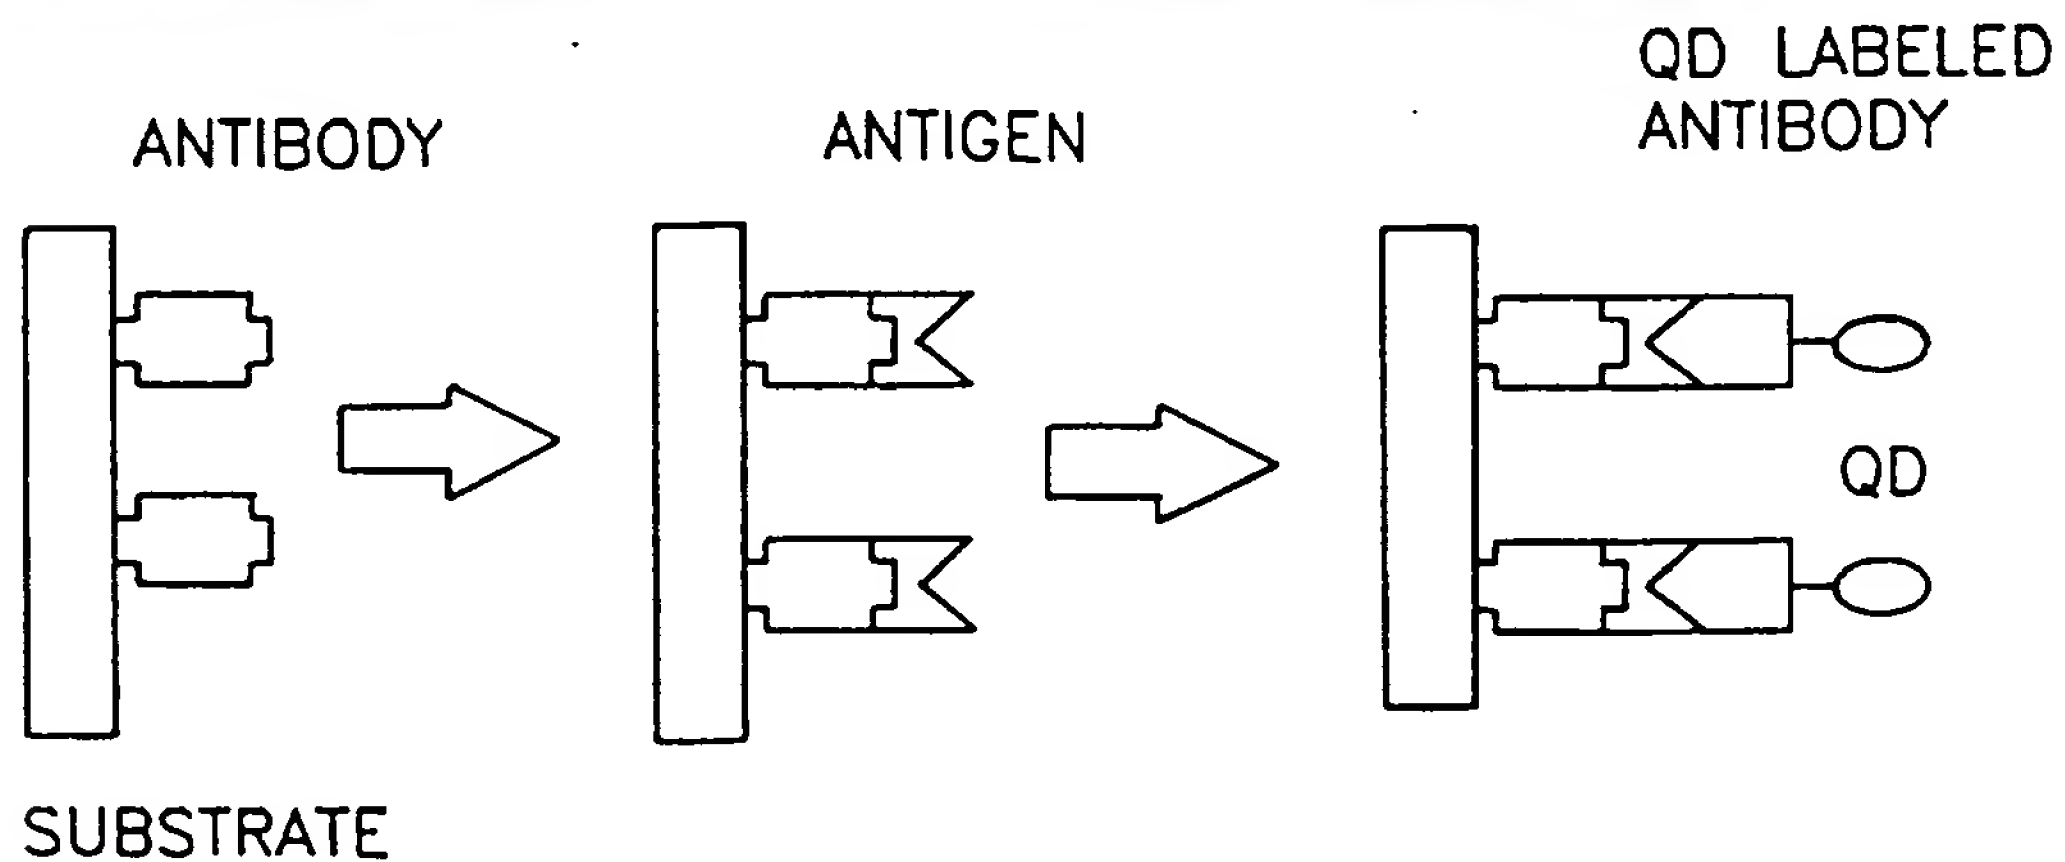 ANTIBODY
ANTIGEN
QD LABELED
ANTIBODY
QD
SUBSTRATE